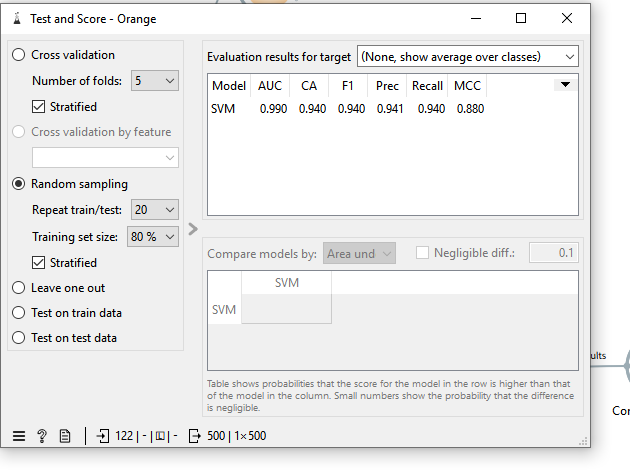 Test and Score - Orange
Cross validation
Number of folds: 5
Stratified
Cross validation by feature
Random sampling
Repeat train/test: 20
Training set size: 80 %
Stratified
Leave one out
Test on train data
Test on test data
Evaluation results for target (None, show average over classes)
Model AUC CA F1 Prec Recall MCC
SVM 0.990 0.940 0.940 0.941 0.940 0.880
Compare models by: Area und Negligible diff.: 0.1
SVM
SVM
Table shows probabilities that the score for the model in the row is higher than that
of the model in the column. Small numbers show the probability that the difference
is negligible.
122 | - | - 500 | 1×500
ults
Cor